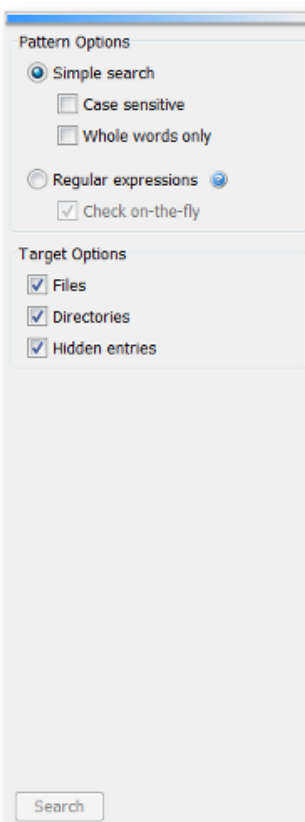 Pattern Options
Simple search
Case sensitive
Whole words only
Regular expressions
Check on-the-fly
Target Options
Files
Directories
Hidden entries
Search